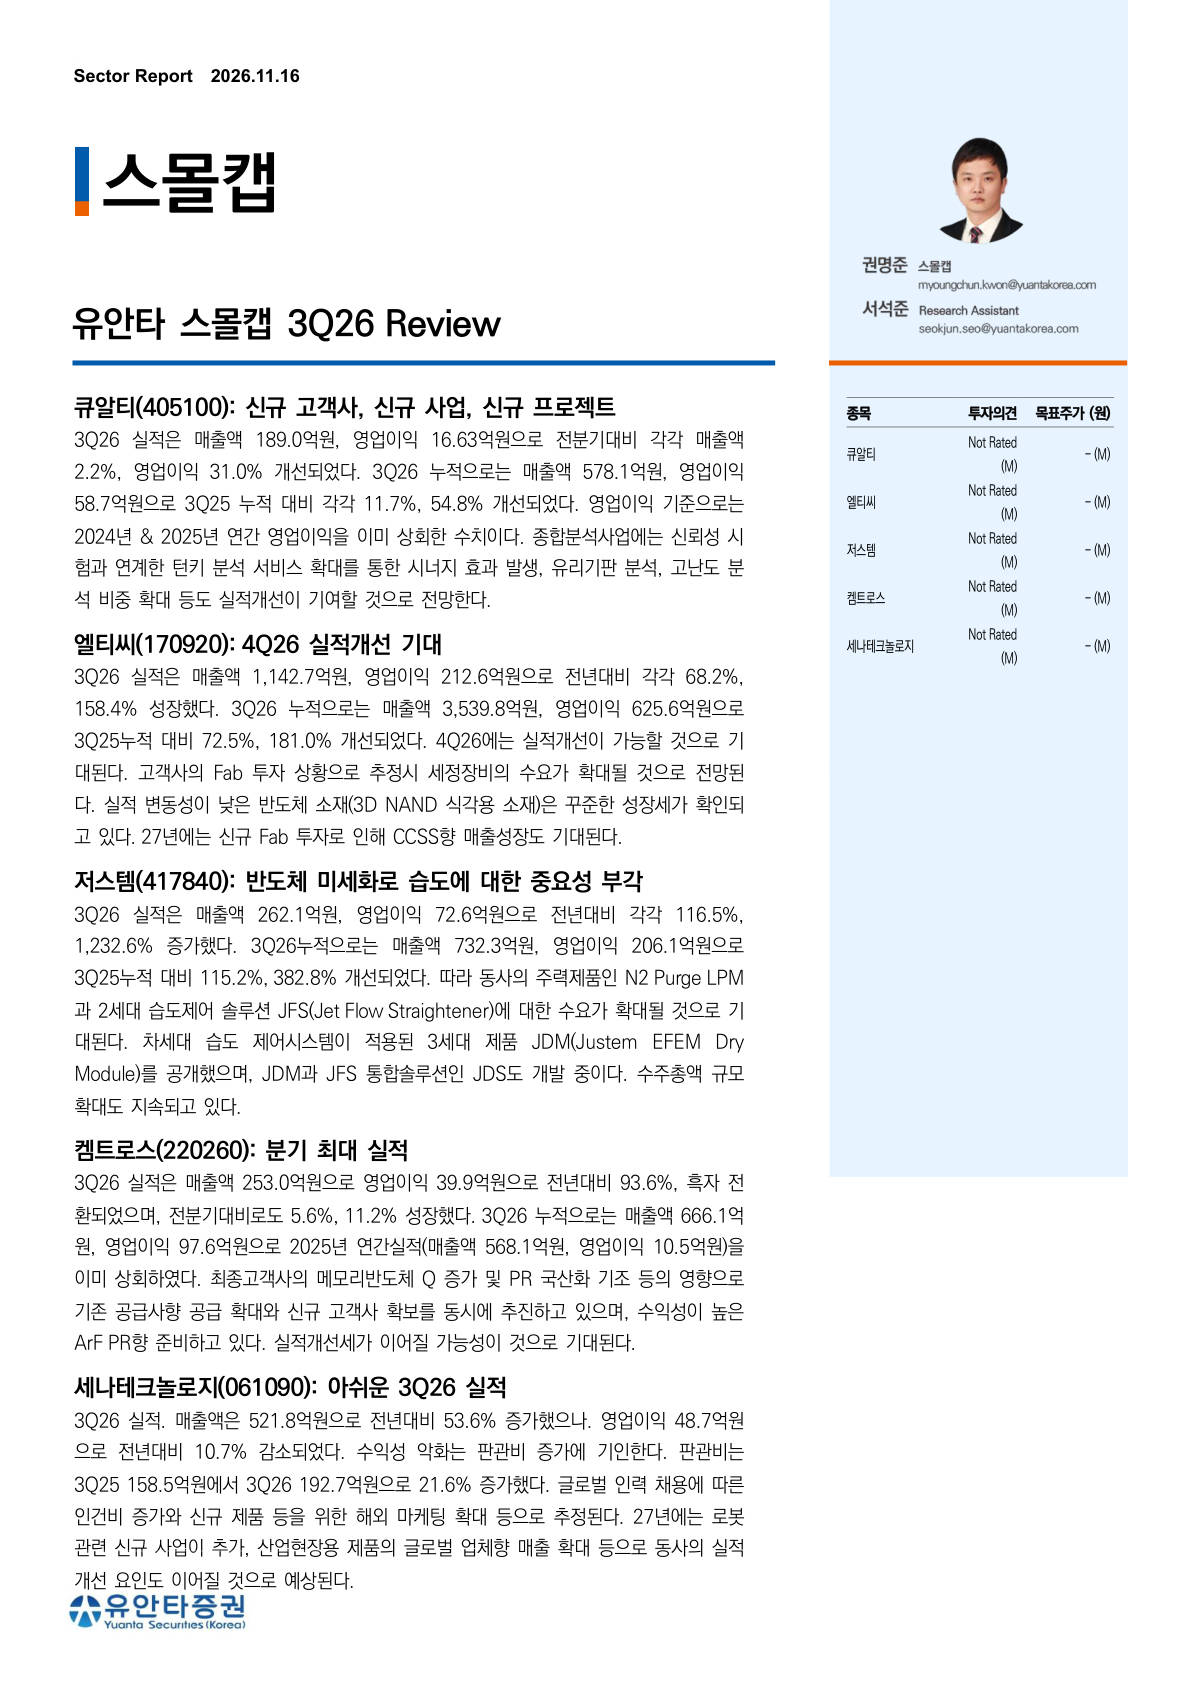 Sector Report 2026.11.16
스몰캡
유안타 스몰캡 3Q26 Review
큐알티(405100): 신규 고객사, 신규 사업, 신규 프로젝트
3Q26 실적은 매출액 189.0억원, 영업이익 16.63억원으로 전분기대비 각각 매출액
2.2%, 영업이익 31.0% 개선되었다. 3Q26 누적으로는 매출액 578.1억원, 영업이익
58.7억원으로 3Q25 누적 대비 각각 11.7%, 54.8% 개선되었다. 영업이익 기준으로는
2024년 & 2025년 연간 영업이익을 이미 상회한 수치이다. 종합분석사업에는 신뢰성 시
험과 연계한 턴키 분석 서비스 확대를 통한 시너지 효과 발생, 유리기판 분석, 고난도 분
석 비중 확대 등도 실적개선이 기여할 것으로 전망한다.
엘티씨(170920): 4Q26 실적개선 기대
3Q26 실적은 매출액 1,142.7억원, 영업이익 212.6억원으로 전년대비 각각 68.2%,
158.4% 성장했다. 3Q26 누적으로는 매출액 3,539.8억원, 영업이익 625.6억원으로
3Q25누적 대비 72.5%, 181.0% 개선되었다. 4Q26에는 실적개선이 가능할 것으로 기
대된다. 고객사의 Fab 투자 상황으로 추정시 세정장비의 수요가 확대될 것으로 전망된
다. 실적 변동성이 낮은 반도체 소재(3D NAND 식각용 소재)은 꾸준한 성장세가 확인되
고 있다. 27년에는 신규 Fab 투자로 인해 CCSS향 매출성장도 기대된다.
저스템(417840): 반도체 미세화로 습도에 대한 중요성 부각
3Q26 실적은 매출액 262.1억원, 영업이익 72.6억원으로 전년대비 각각 116.5%,
1,232.6% 증가했다. 3Q26누적으로는 매출액 732.3억원, 영업이익 206.1억원으로
3Q25누적 대비 115.2%, 382.8% 개선되었다. 따라 동사의 주력제품인 N2 Purge LPM
과 2세대 습도제어 솔루션 JFS(Jet Flow Straightener)에 대한 수요가 확대될 것으로 기
대된다. 차세대 습도 제어시스템이 적용된 3세대 제품 JDM(Justem EFEM Dry
Module)를 공개했으며, JDM과 JFS 통합솔루션인 JDS도 개발 중이다. 수주총액 규모
확대도 지속되고 있다.
켐트로스(220260): 분기 최대 실적
3Q26 실적은 매출액 253.0억원으로 영업이익 39.9억원으로 전년대비 93.6%, 흑자 전
환되었으며, 전분기대비로도 5.6%, 11.2% 성장했다. 3Q26 누적으로는 매출액 666.1억
원, 영업이익 97.6억원으로 2025년 연간실적(매출액 568.1억원, 영업이익 10.5억원)을
이미 상회하였다. 최종고객사의 메모리반도체 Q 증가 및 PR 국산화 기조 등의 영향으로
기존 공급사향 공급 확대와 신규 고객사 확보를 동시에 추진하고 있으며, 수익성이 높은
ArF PR향 준비하고 있다. 실적개선세가 이어질 가능성이 것으로 기대된다.
세나테크놀로지(061090): 아쉬운 3Q26 실적
3Q26 실적. 매출액은 521.8억원으로 전년대비 53.6% 증가했으나. 영업이익 48.7억원
으로 전년대비 10.7% 감소되었다. 수익성 악화는 판관비 증가에 기인한다. 판관비는
3Q25 158.5억원에서 3Q26 192.7억원으로 21.6% 증가했다. 글로벌 인력 채용에 따른
인건비 증가와 신규 제품 등을 위한 해외 마케팅 확대 등으로 추정된다. 27년에는 로봇
관련 신규 사업이 추가, 산업현장용 제품의 글로벌 업체향 매출 확대 등으로 동사의 실적
개선 요인도 이어질 것으로 예상된다.
유안타증권
Yuanta Securities (Korea)
권명준 스몰캡
myoungchun.kwon@yuantakorea.com
서석준 Research Assistant
seokjun.seo@yuantakorea.com
종목 투자의견 목표주가 (원)
큐알티 Not Rated (M) – (M)
엘티씨 Not Rated (M) – (M)
저스템 Not Rated (M) – (M)
켐트로스 Not Rated (M) – (M)
세나테크놀로지 Not Rated (M) – (M)